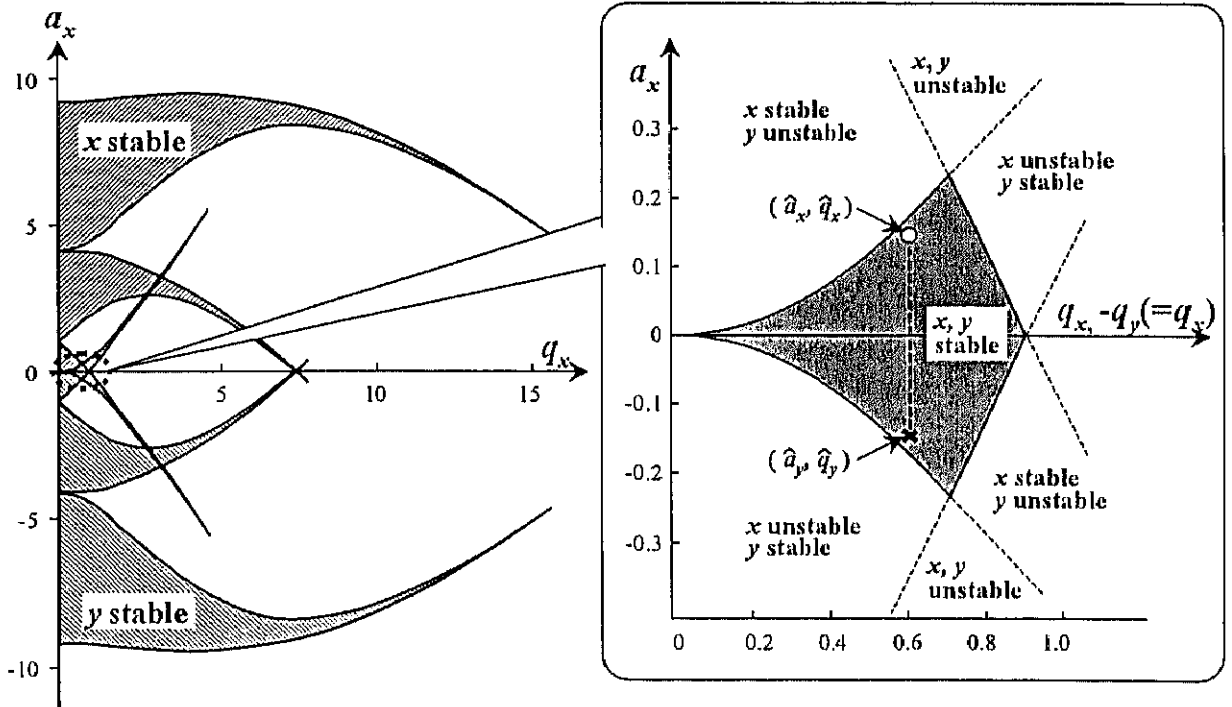 a_x
10
x stable
5
q_x
0
5
10
15
-5
y stable
-10
a_x
x, y
unstable
x stable
y unstable
0.3
x unstable
y stable
0.2
(â_x, q̂_x)
0.1
0
x, y
stable
q_x, -q_y(=q_x)
-0.1
(â_y, q̂_y)
-0.2
x stable
y unstable
-0.3
x unstable
y stable
x, y
unstable
0
0.2
0.4
0.6
0.8
1.0